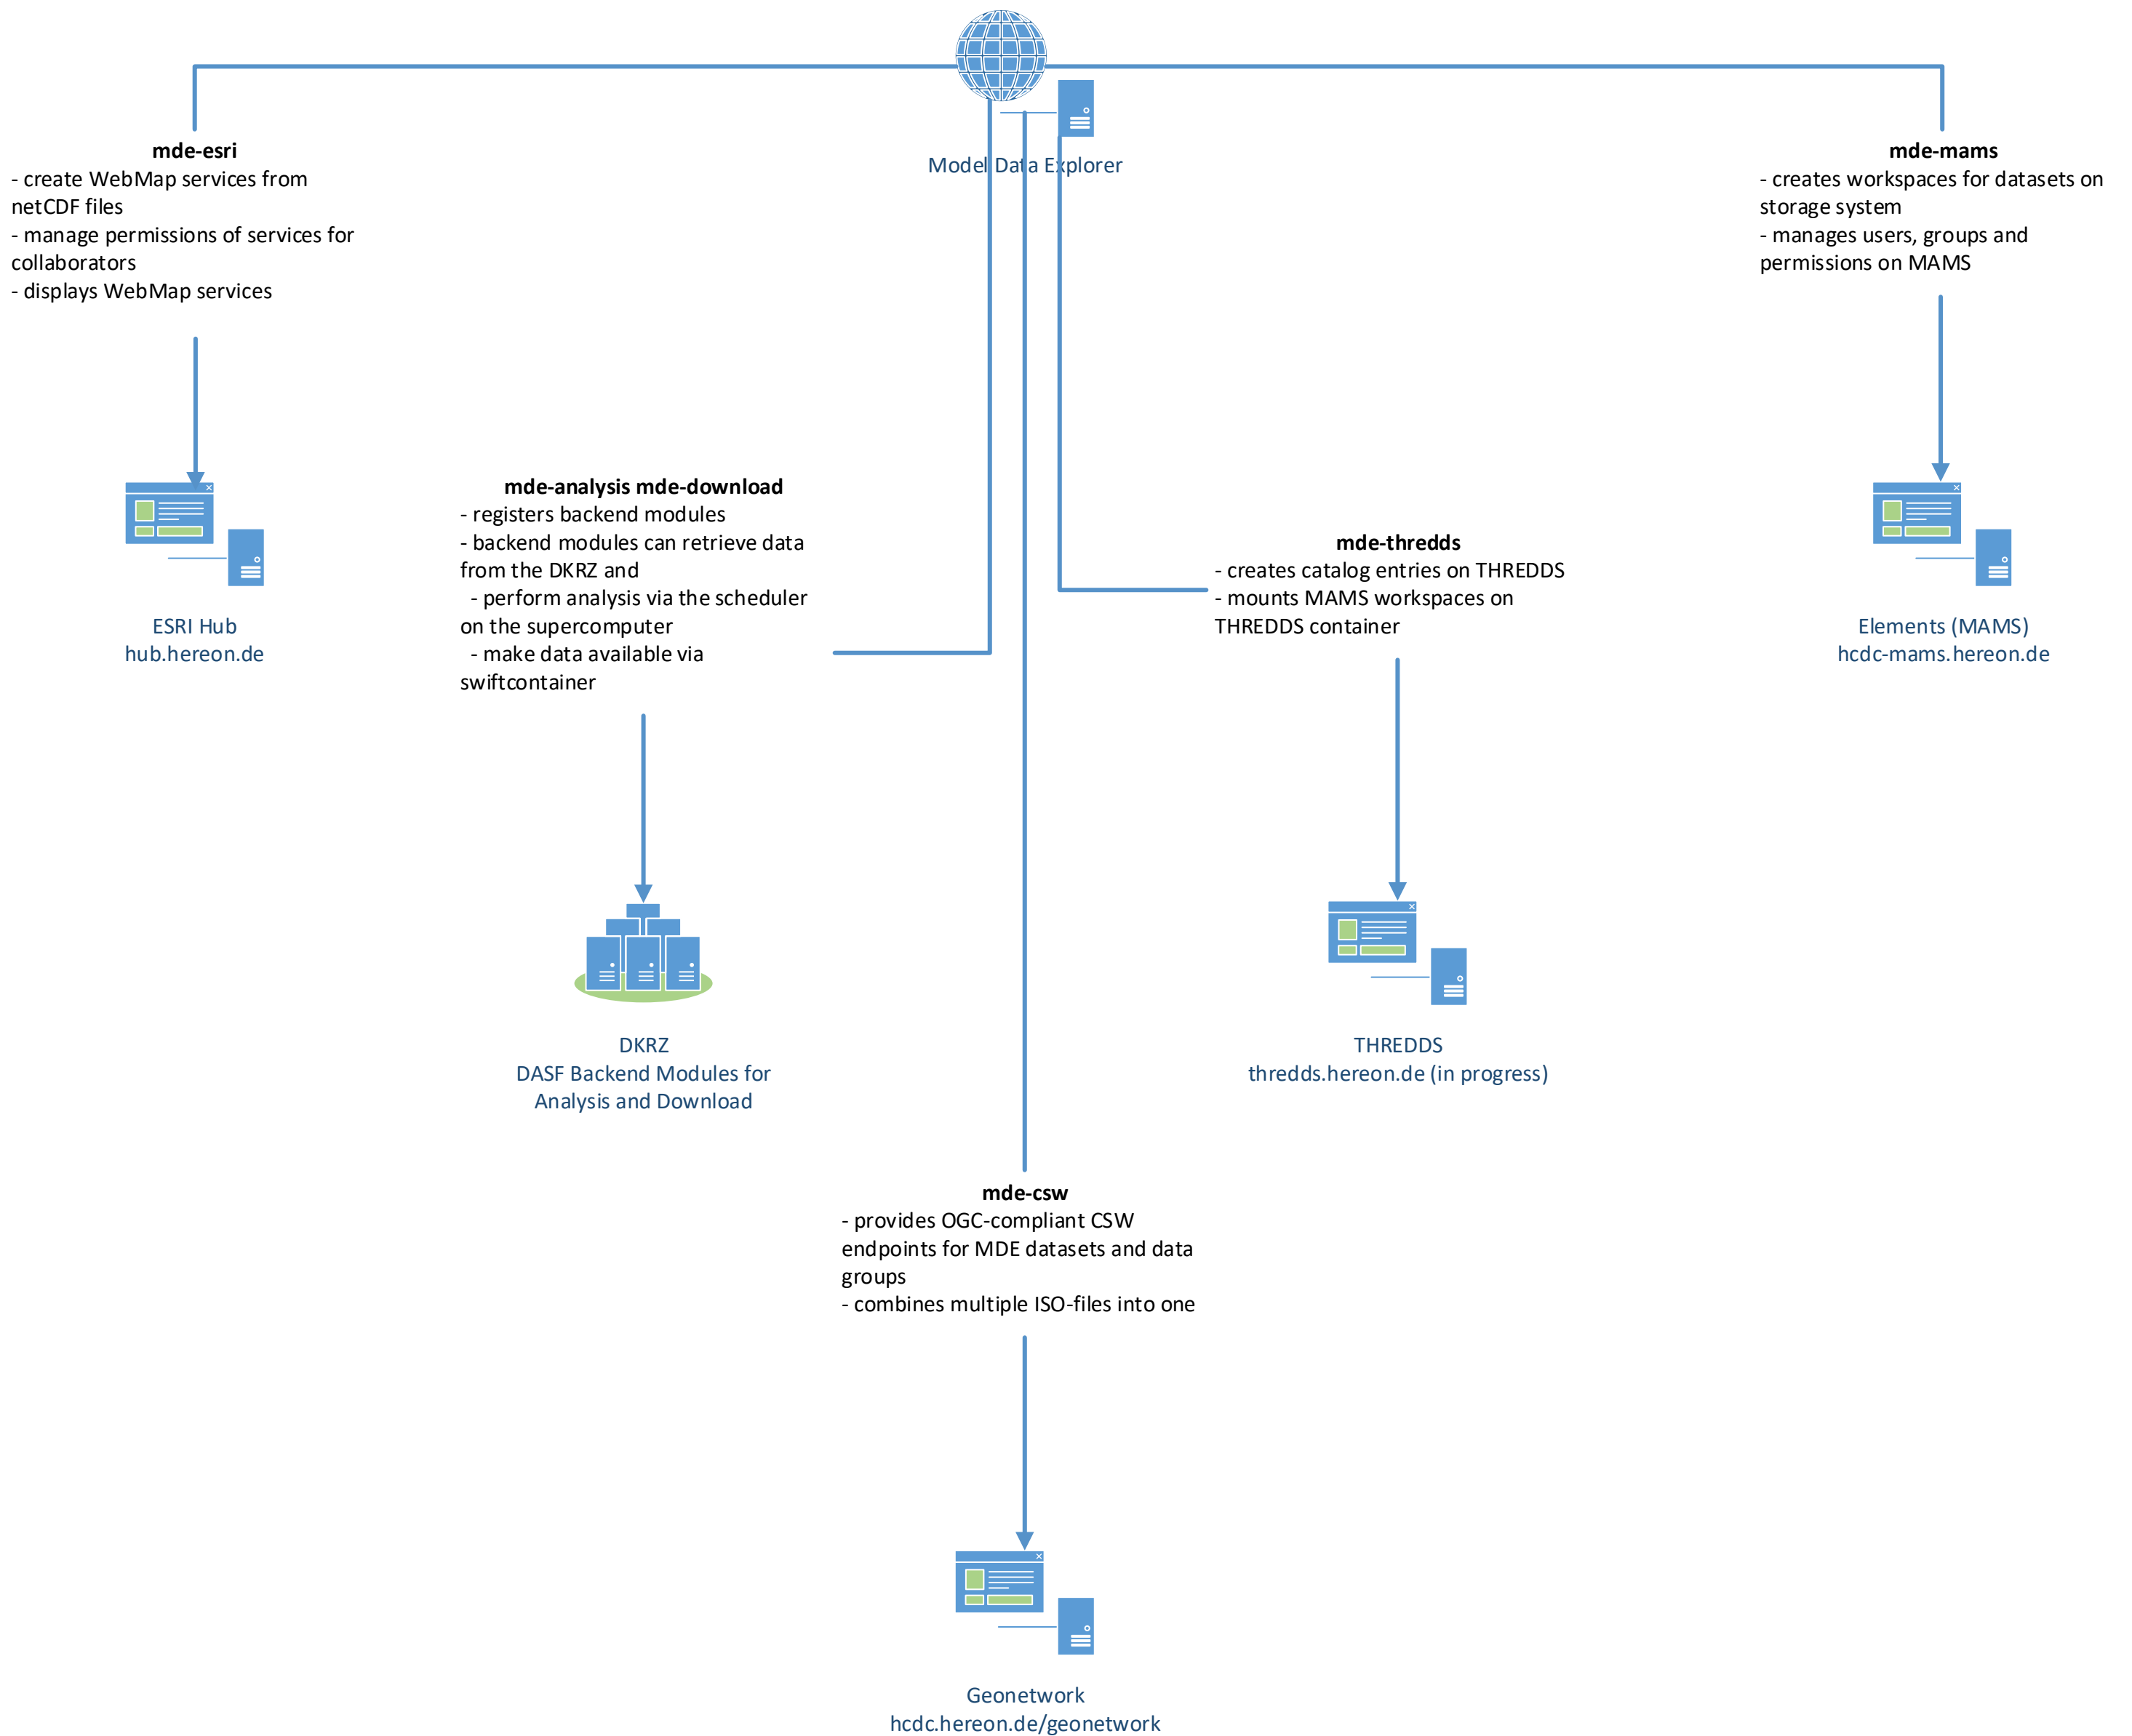 Model Data Explorer
mde-esri
- create WebMap services from
netCDF files
- manage permissions of services for
collaborators
- displays WebMap services
ESRI Hub
hub.hereon.de
mde-analysis mde-download
- registers backend modules
- backend modules can retrieve data
from the DKRZ and
- perform analysis via the scheduler
on the supercomputer
- make data available via
swiftcontainer
DKRZ
DASF Backend Modules for
Analysis and Download
mde-csw
- provides OGC-compliant CSW
endpoints for MDE datasets and data
groups
- combines multiple ISO-files into one
Geonetwork
hcdc.hereon.de/geonetwork
mde-thredds
- creates catalog entries on THREDDS
- mounts MAMS workspaces on
THREDDS container
THREDDS
thredds.hereon.de (in progress)
mde-mams
- creates workspaces for datasets on
storage system
- manages users, groups and
permissions on MAMS
Elements (MAMS)
hcdc-mams.hereon.de